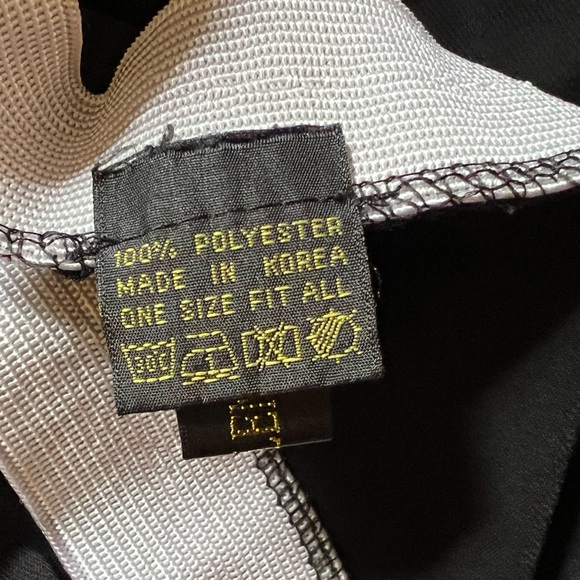 100% POLYESTER
MADE IN KOREA
ONE SIZE FIT ALL